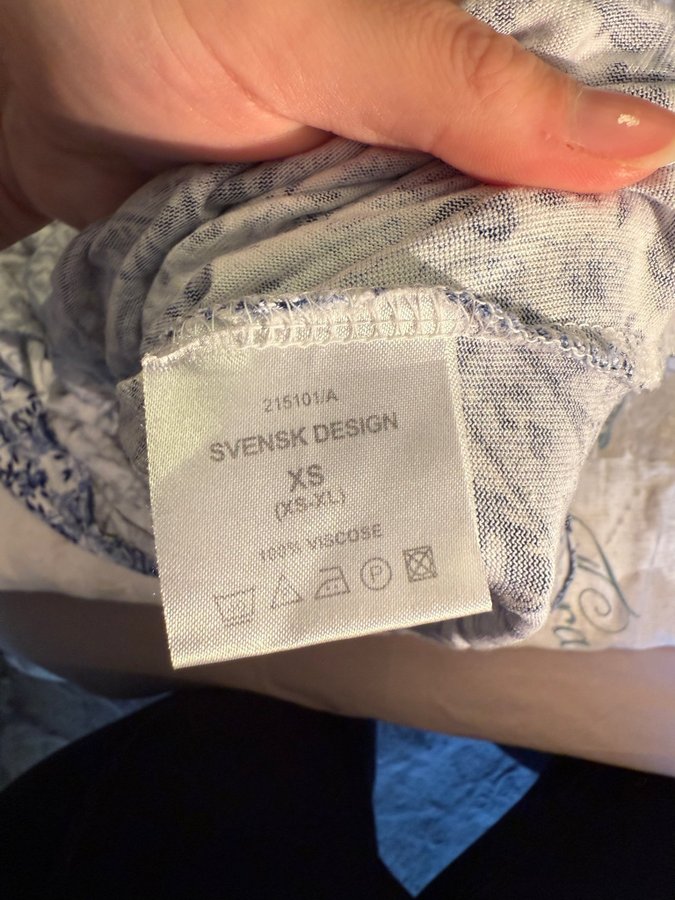 215101/A
SVENSK DESIGN
XS
(XS-XL)
100% VISCOSE
P